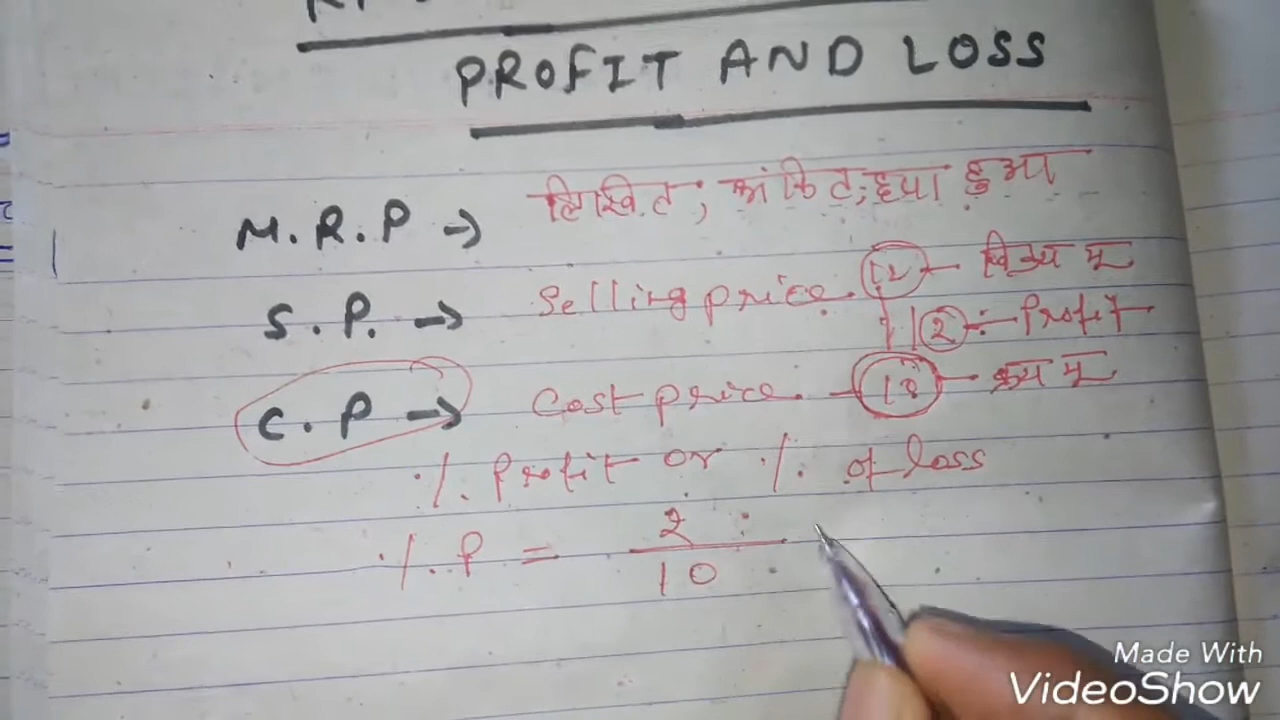 PROFIT AND LOSS
M.R.P → लिखित, अंकित, छपा हुआ
S.P. → Selling price. 12 – विक्रय मू
2 :- Profit
C.P → Cost price. – 10 – क्रय मू
% Profit or % of loss
% P = 2
10
Made With
VideoShow